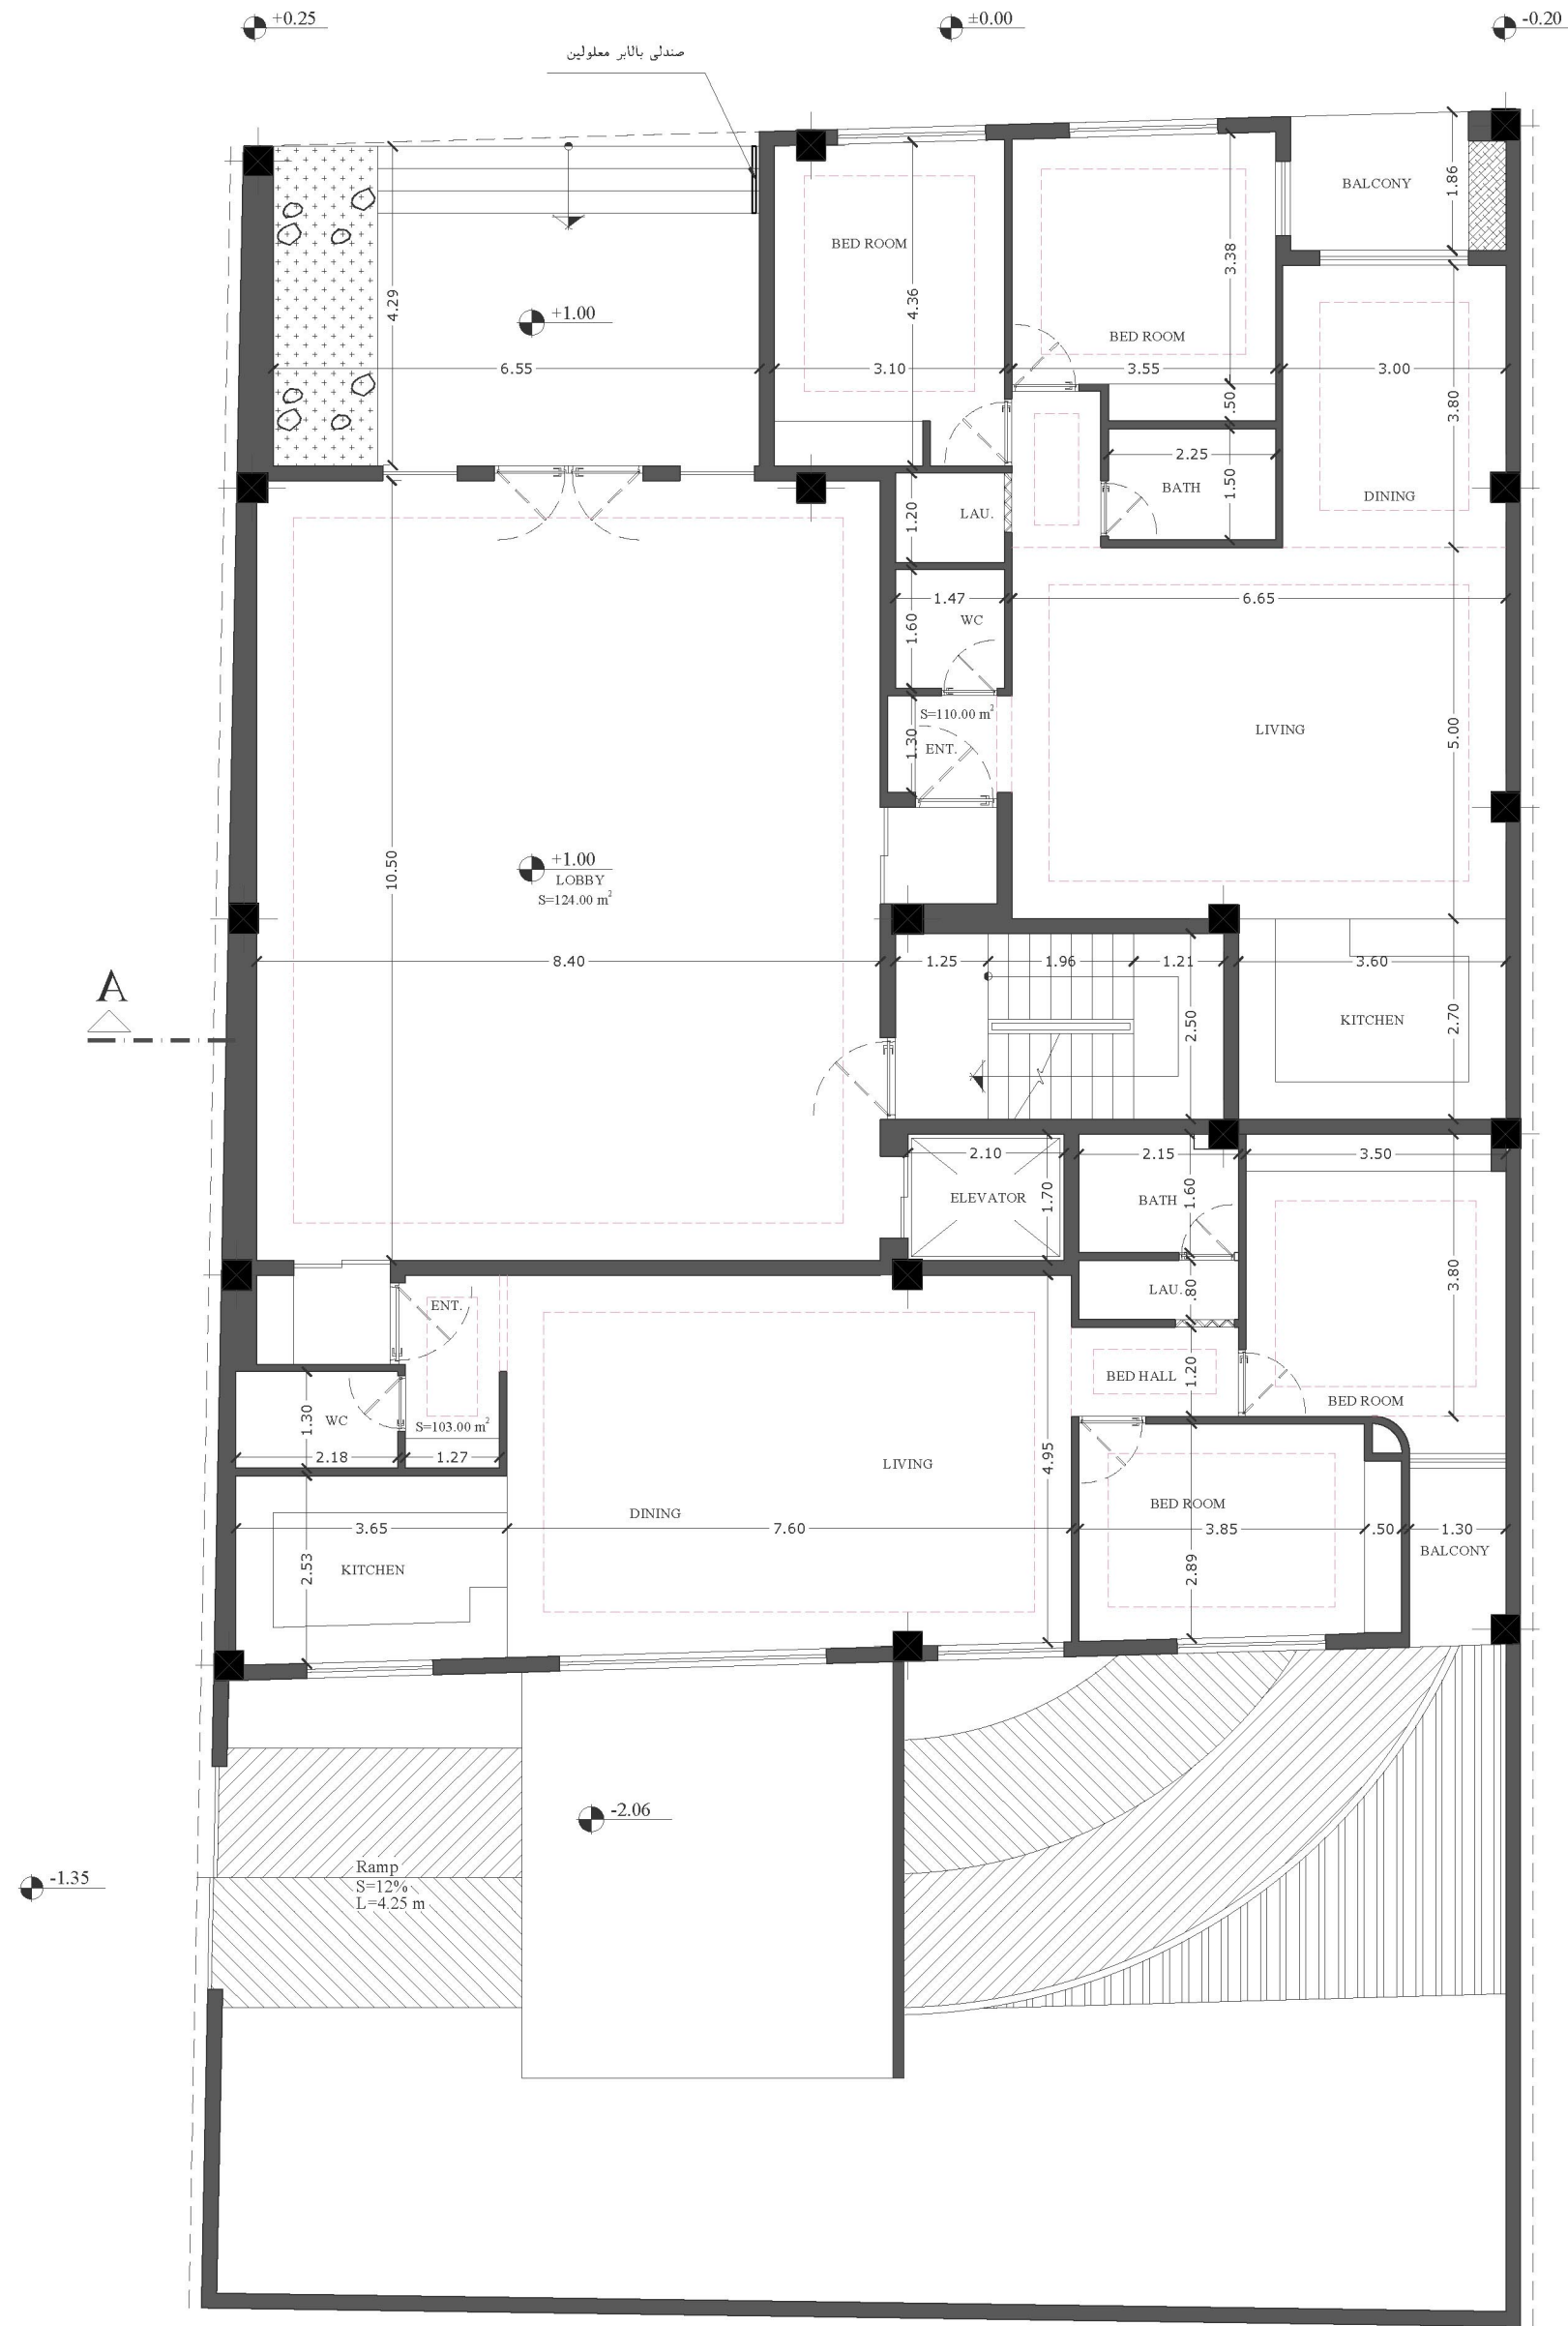 +0.25
±0.00
-0.20
صندلی بالابر معلولین
BALCONY
1.86
BED ROOM
3.38
4.29
4.36
+1.00
BED ROOM
6.55
3.10
3.55
3.00
.50
3.80
2.25
BATH
1.50
DINING
LAU.
1.20
1.47
6.65
WC
1.60
S=110.00 m²
ENT.
1.30
LIVING
5.00
10.50
+1.00
LOBBY
S=124.00 m²
8.40
1.25
1.96
1.21
3.60
A
2.50
KITCHEN
2.70
2.10
2.15
3.50
ELEVATOR
1.70
BATH
1.60
LAU.
.80
3.80
ENT.
BED HALL
1.20
BED ROOM
WC
1.30
S=103.00 m²
2.18
1.27
LIVING
4.95
DINING
BED ROOM
3.65
7.60
3.85
.50
1.30
BALCONY
KITCHEN
2.53
2.89
-2.06
-1.35
Ramp
S=12%
L=4.25 m